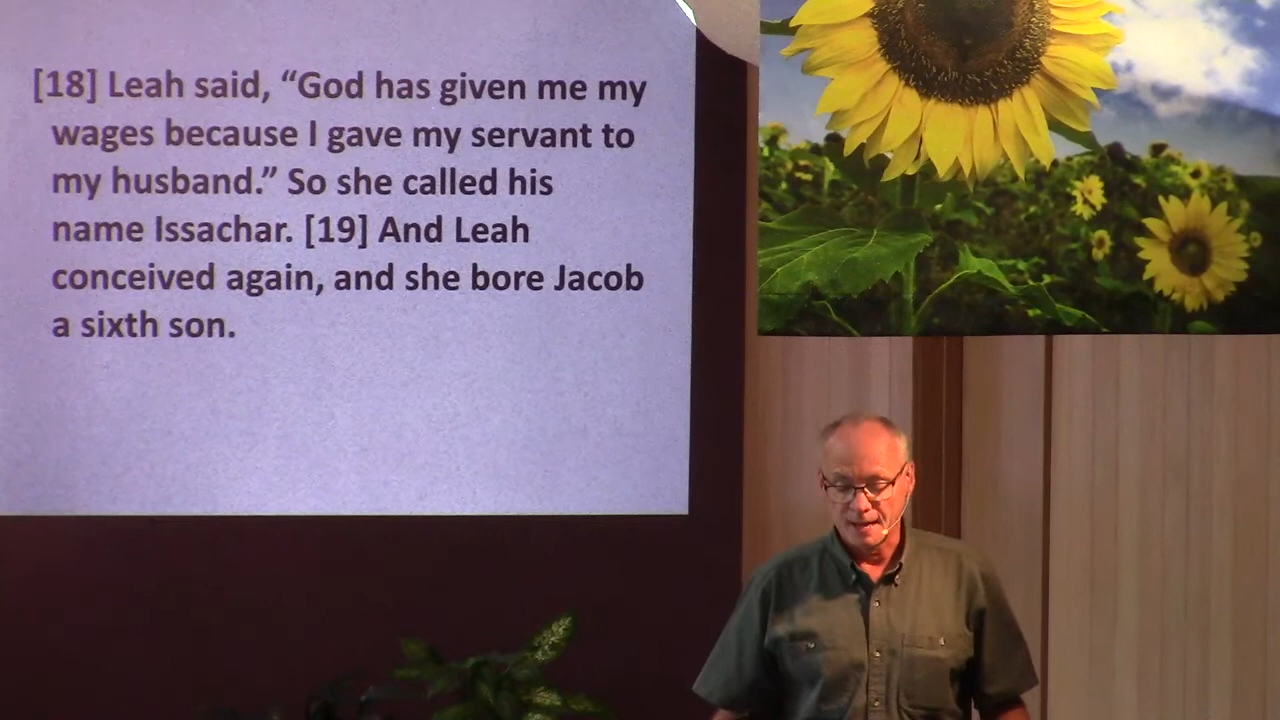 [18] Leah said, “God has given me my
wages because I gave my servant to
my husband.” So she called his
name Issachar. [19] And Leah
conceived again, and she bore Jacob
a sixth son.